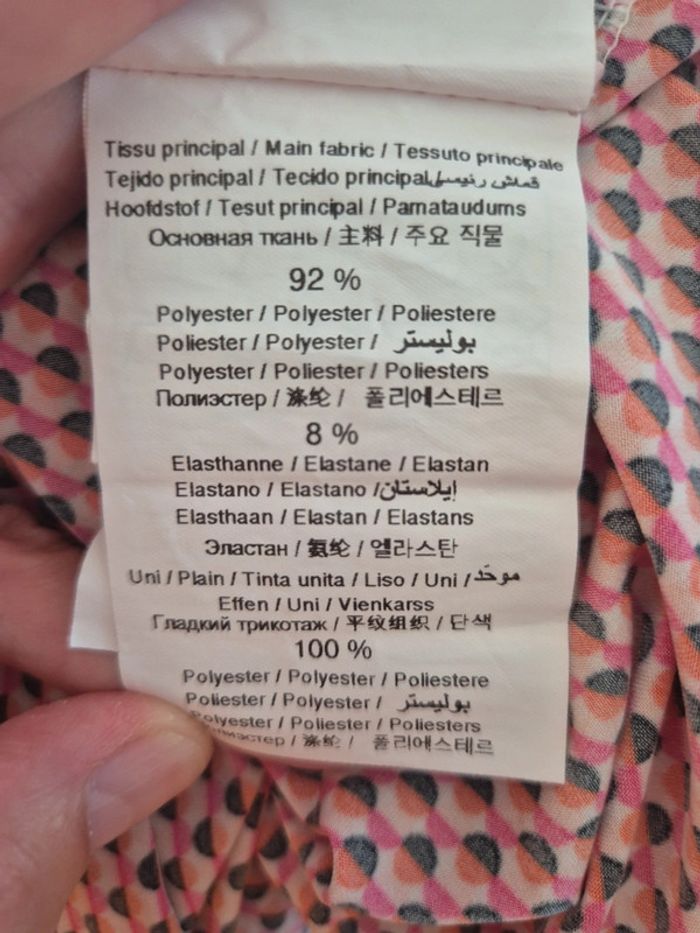 Tissu principal / Main fabric / Tessuto principale
Tejido principal / Tecido principal قماش رئيسي/
Hoofdstof / Tesut principal / Pamataudums
Основная ткань / 主料 / 주요 직물
92 %
Polyester / Polyester / Poliestere
Poliester / Polyester / بوليستر
Polyester / Poliester / Poliesters
Полиэстер / 涤纶 / 폴리에스테르
8 %
Elasthanne / Elastane / Elastan
Elastano / Elastano / إيلاستان
Elasthaan / Elastan / Elastans
Эластан / 氨纶 / 엘라스탄
Uni / Plain / Tinta unita / Liso / Uni / موحّد
Effen / Uni / Vienkarss
Гладкий трикотаж / 平纹组织 / 단색
100 %
Polyester / Polyester / Poliestere
Poliester / Polyester / بوليستر
Polyester / Poliester / Poliesters
/ 涤纶 / 폴리에스테르